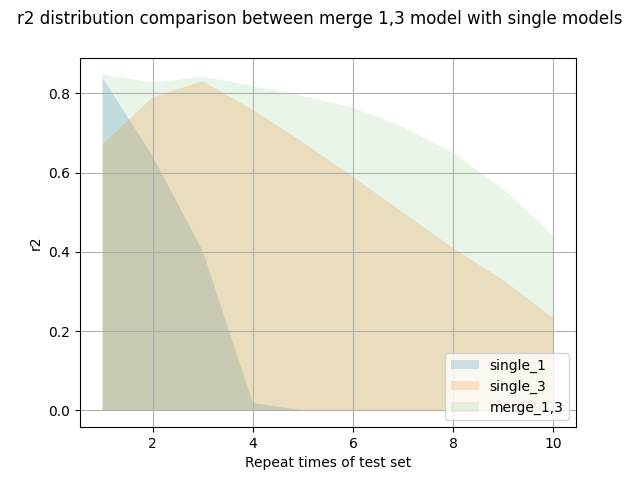 r2 distribution comparison between merge 1,3 model with single models
0.8
0.6
0.4
0.2
0.0
r2
2
4
6
8
10
Repeat times of test set
single_1
single_3
merge_1,3